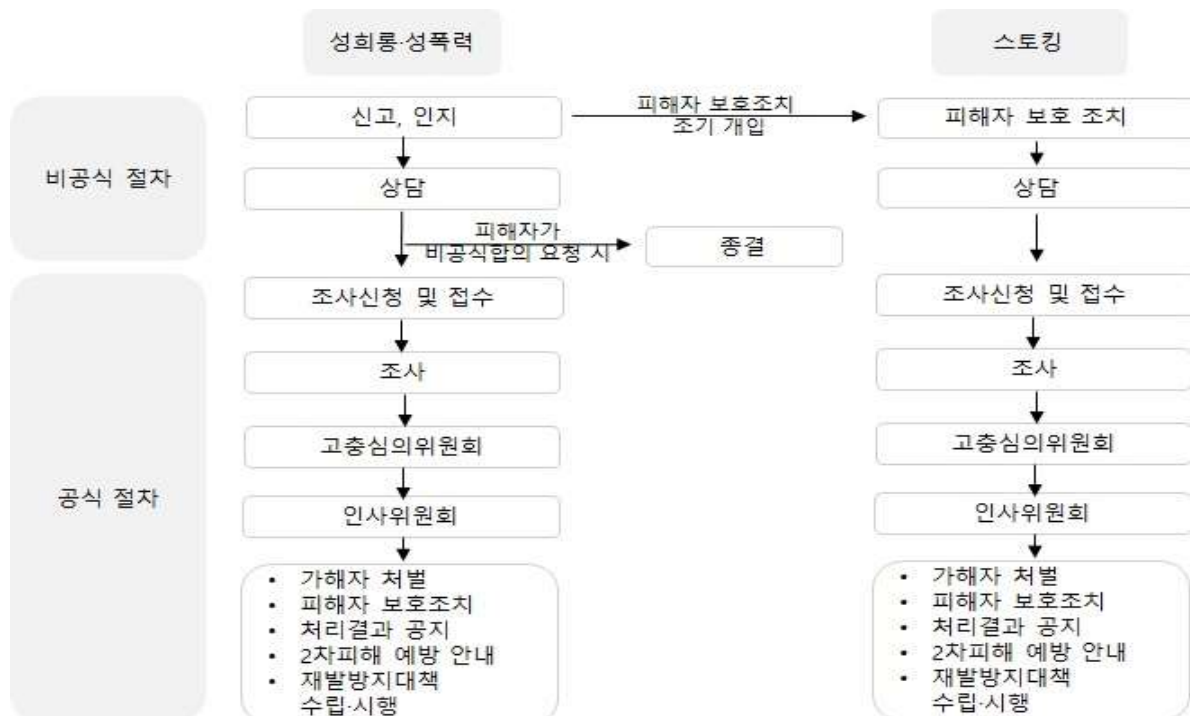 성희롱·성폭력
스토킹
비공식 절차
신고, 인지
피해자 보호조치
조기 개입
피해자 보호 조치
상담
상담
피해자가
비공식합의 요청 시
종결
공식 절차
조사신청 및 접수
조사신청 및 접수
조사
조사
고충심의위원회
고충심의위원회
인사위원회
인사위원회
• 가해자 처벌
• 피해자 보호조치
• 처리결과 공지
• 2차피해 예방 안내
• 재발방지대책
수립·시행
• 가해자 처벌
• 피해자 보호조치
• 처리결과 공지
• 2차피해 예방 안내
• 재발방지대책
수립·시행